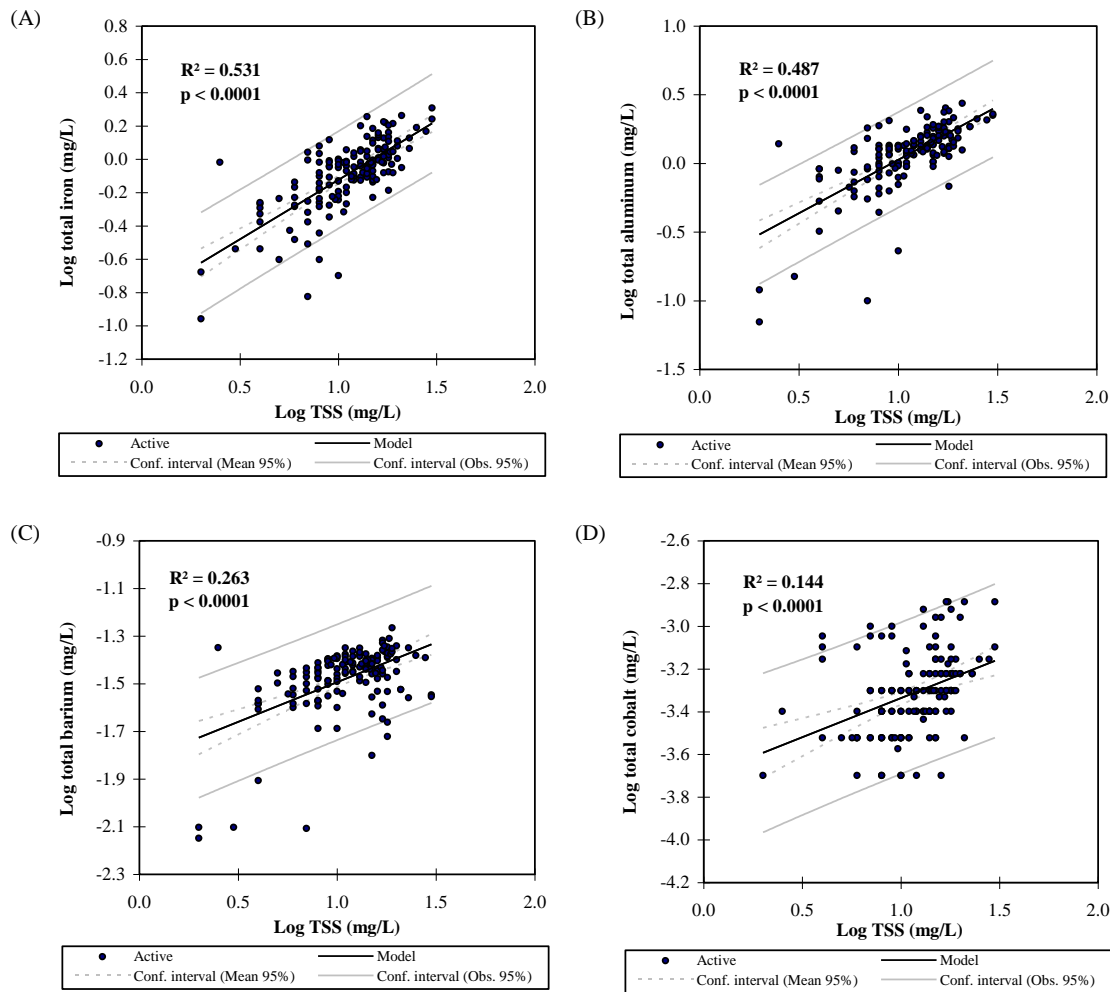 (A)
Log total iron (mg/L)
0.8
0.6
0.4
0.2
0.0
-0.2
-0.4
-0.6
-0.8
-1.0
-1.2
R² = 0.531
p < 0.0001
0.0 0.5 1.0 1.5 2.0
Log TSS (mg/L)
Active Model
Conf. interval (Mean 95%) Conf. interval (Obs. 95%)
(B)
Log total aluminum (mg/L)
1.0
0.5
0.0
-0.5
-1.0
-1.5
R² = 0.487
p < 0.0001
0.0 0.5 1.0 1.5 2.0
Log TSS (mg/L)
Active Model
Conf. interval (Mean 95%) Conf. interval (Obs. 95%)
(C)
Log total barium (mg/L)
-0.9
-1.1
-1.3
-1.5
-1.7
-1.9
-2.1
-2.3
R² = 0.263
p < 0.0001
0.0 0.5 1.0 1.5 2.0
Log TSS (mg/L)
Active Model
Conf. interval (Mean 95%) Conf. interval (Obs. 95%)
(D)
Log total cobalt (mg/L)
-2.6
-2.8
-3.0
-3.2
-3.4
-3.6
-3.8
-4.0
-4.2
R² = 0.144
p < 0.0001
0.0 0.5 1.0 1.5 2.0
Log TSS (mg/L)
Active Model
Conf. interval (Mean 95%) Conf. interval (Obs. 95%)